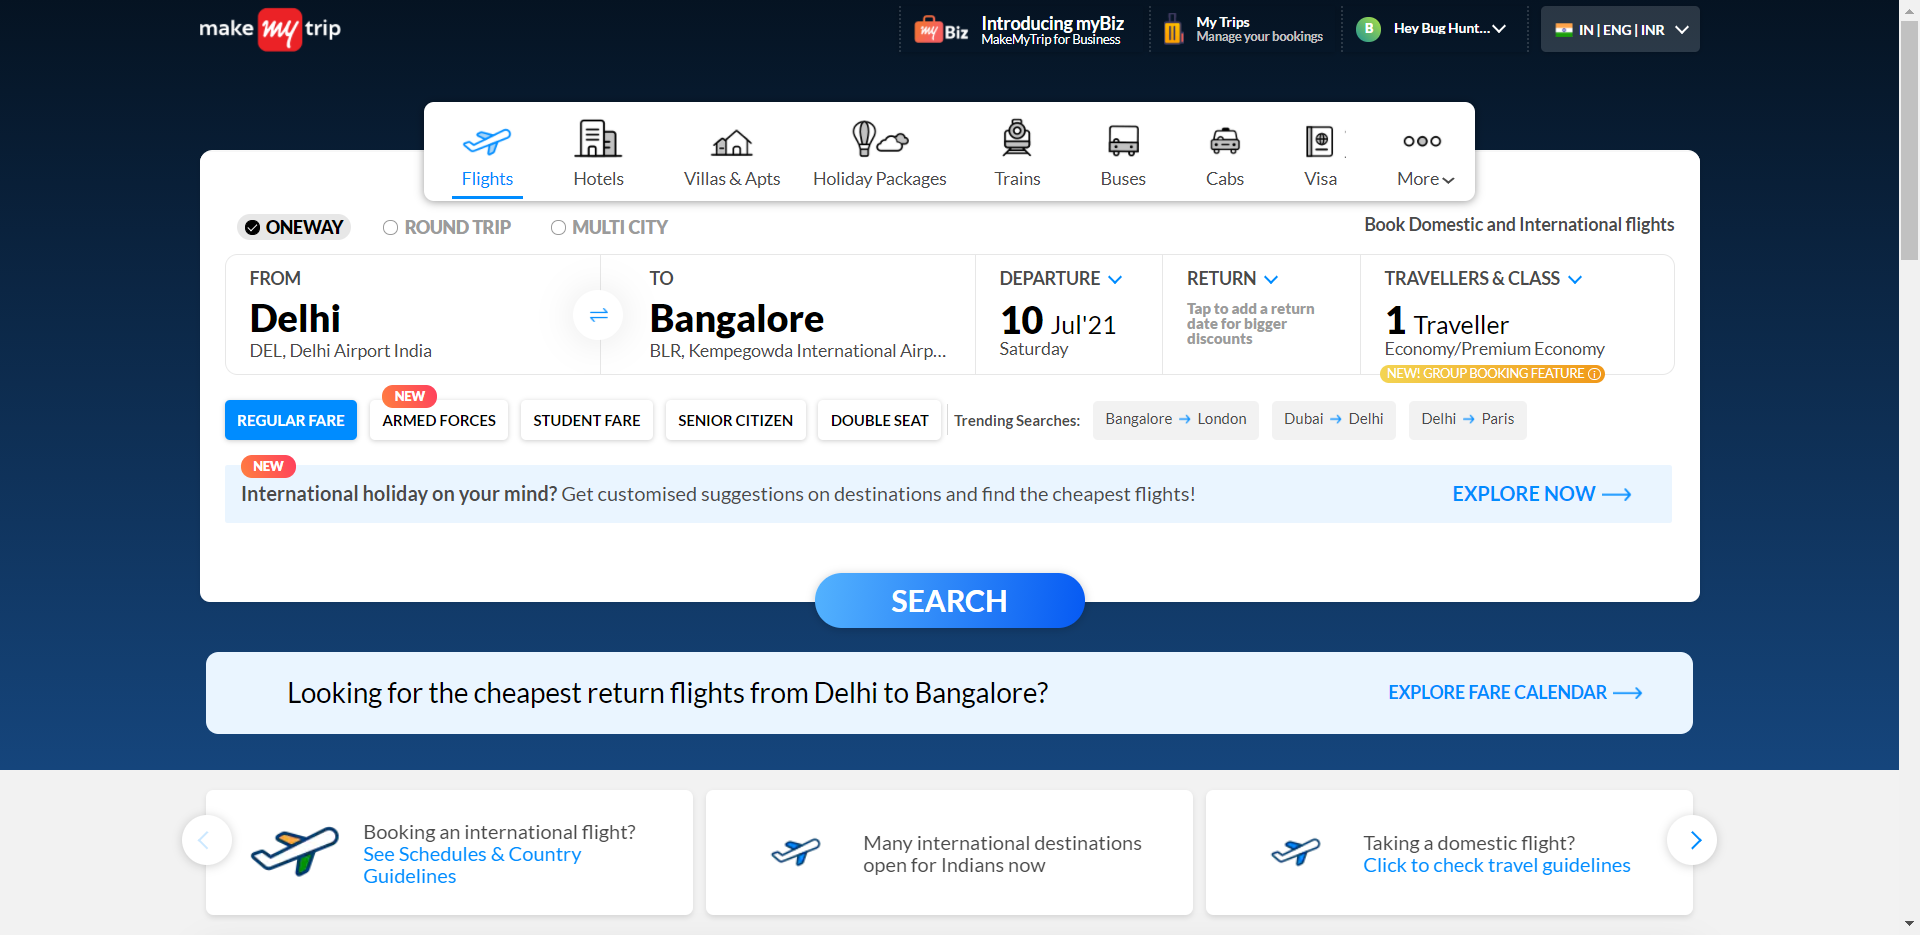 make my trip
my Biz
Introducing myBiz
MakeMyTrip for Business
My Trips
Manage your bookings
B
Hey Bug Hunt...
IN | ENG | INR
Flights
Hotels
Villas & Apts
Holiday Packages
Trains
Buses
Cabs
Visa
More
ONEWAY
ROUND TRIP
MULTI CITY
Book Domestic and International flights
FROM
Delhi
DEL, Delhi Airport India
TO
Bangalore
BLR, Kempegowda International Airp...
DEPARTURE
10 Jul'21
Saturday
RETURN
Tap to add a return
date for bigger
discounts
TRAVELLERS & CLASS
1 Traveller
Economy/Premium Economy
NEW! GROUP BOOKING FEATURE
REGULAR FARE
NEW
ARMED FORCES
STUDENT FARE
SENIOR CITIZEN
DOUBLE SEAT
Trending Searches:
Bangalore → London
Dubai → Delhi
Delhi → Paris
NEW
International holiday on your mind? Get customised suggestions on destinations and find the cheapest flights!
EXPLORE NOW
SEARCH
Looking for the cheapest return flights from Delhi to Bangalore?
EXPLORE FARE CALENDAR
Booking an international flight?
See Schedules & Country
Guidelines
Many international destinations
open for Indians now
Taking a domestic flight?
Click to check travel guidelines